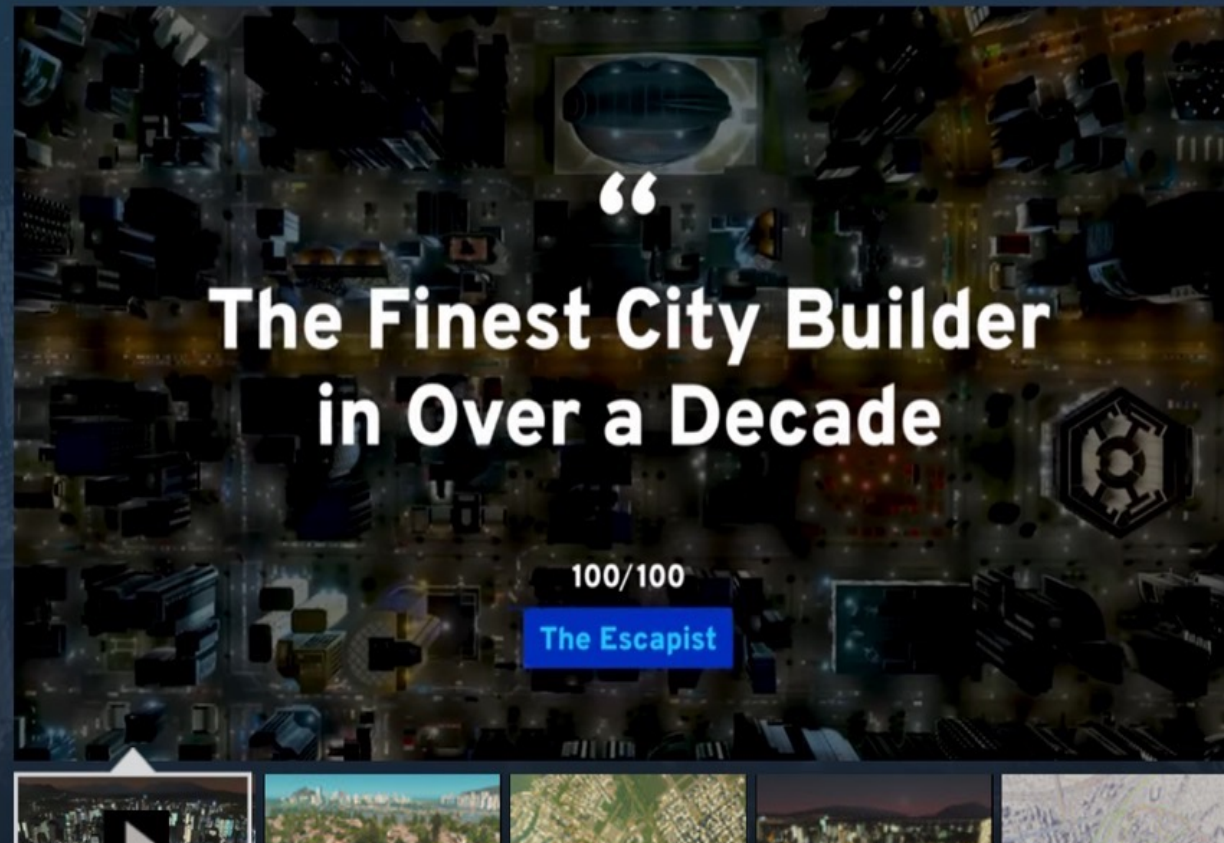 “
The Finest City Builder
in Over a Decade
100/100
The Escapist